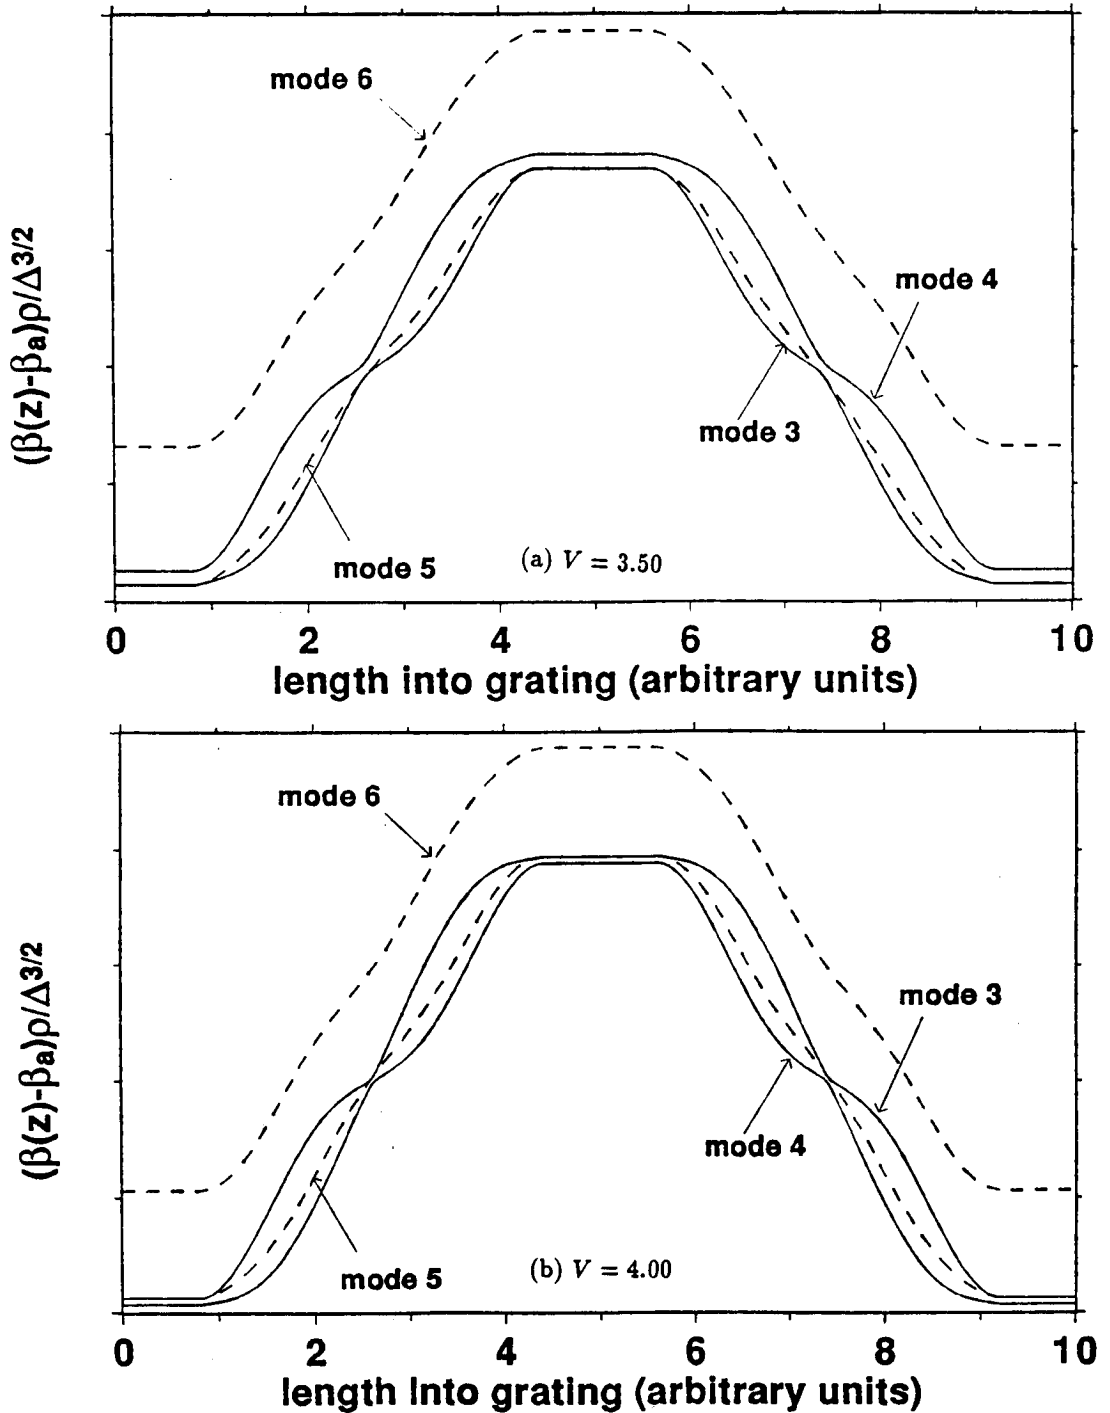 mode 6
mode 4
mode 3
mode 5
(a) V = 3.50
(β(z)-βa)ρ/Δ3/2
0 2 4 6 8 10
length into grating (arbitrary units)
mode 6
mode 3
mode 4
mode 5
(b) V = 4.00
(β(z)-βa)ρ/Δ3/2
0 2 4 6 8 10
length into grating (arbitrary units)